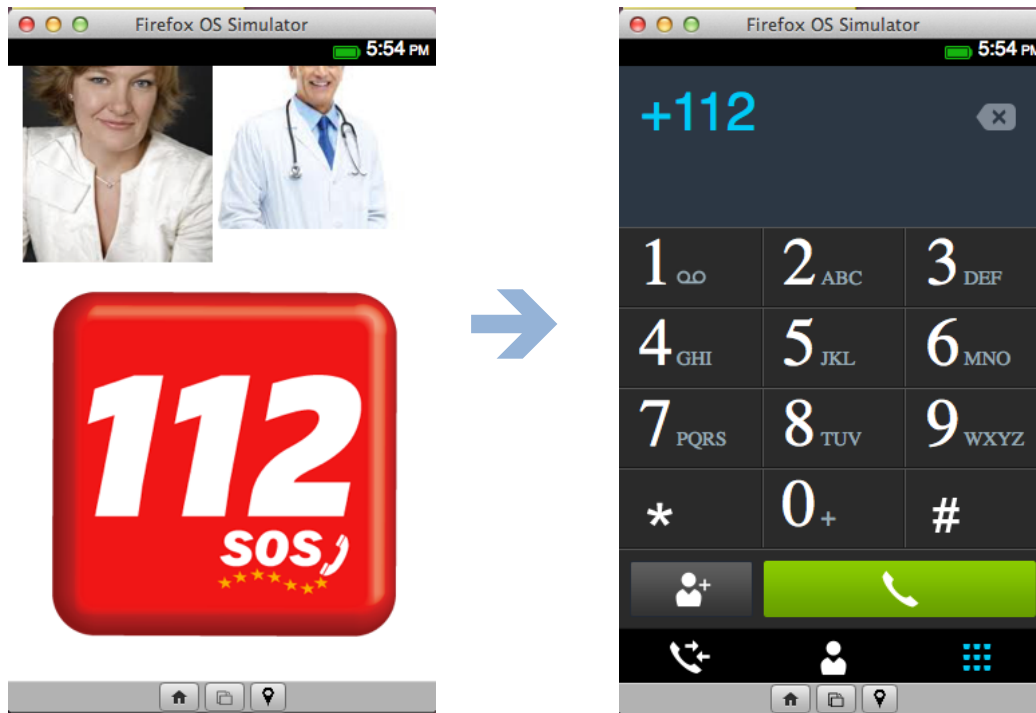 Firefox OS Simulator
5:54 PM
112
SOS
Firefox OS Simulator
5:54 PM
+112
1 2 ABC 3 DEF
4 GHI 5 JKL 6 MNO
7 PQRS 8 TUV 9 WXYZ
* 0 + #